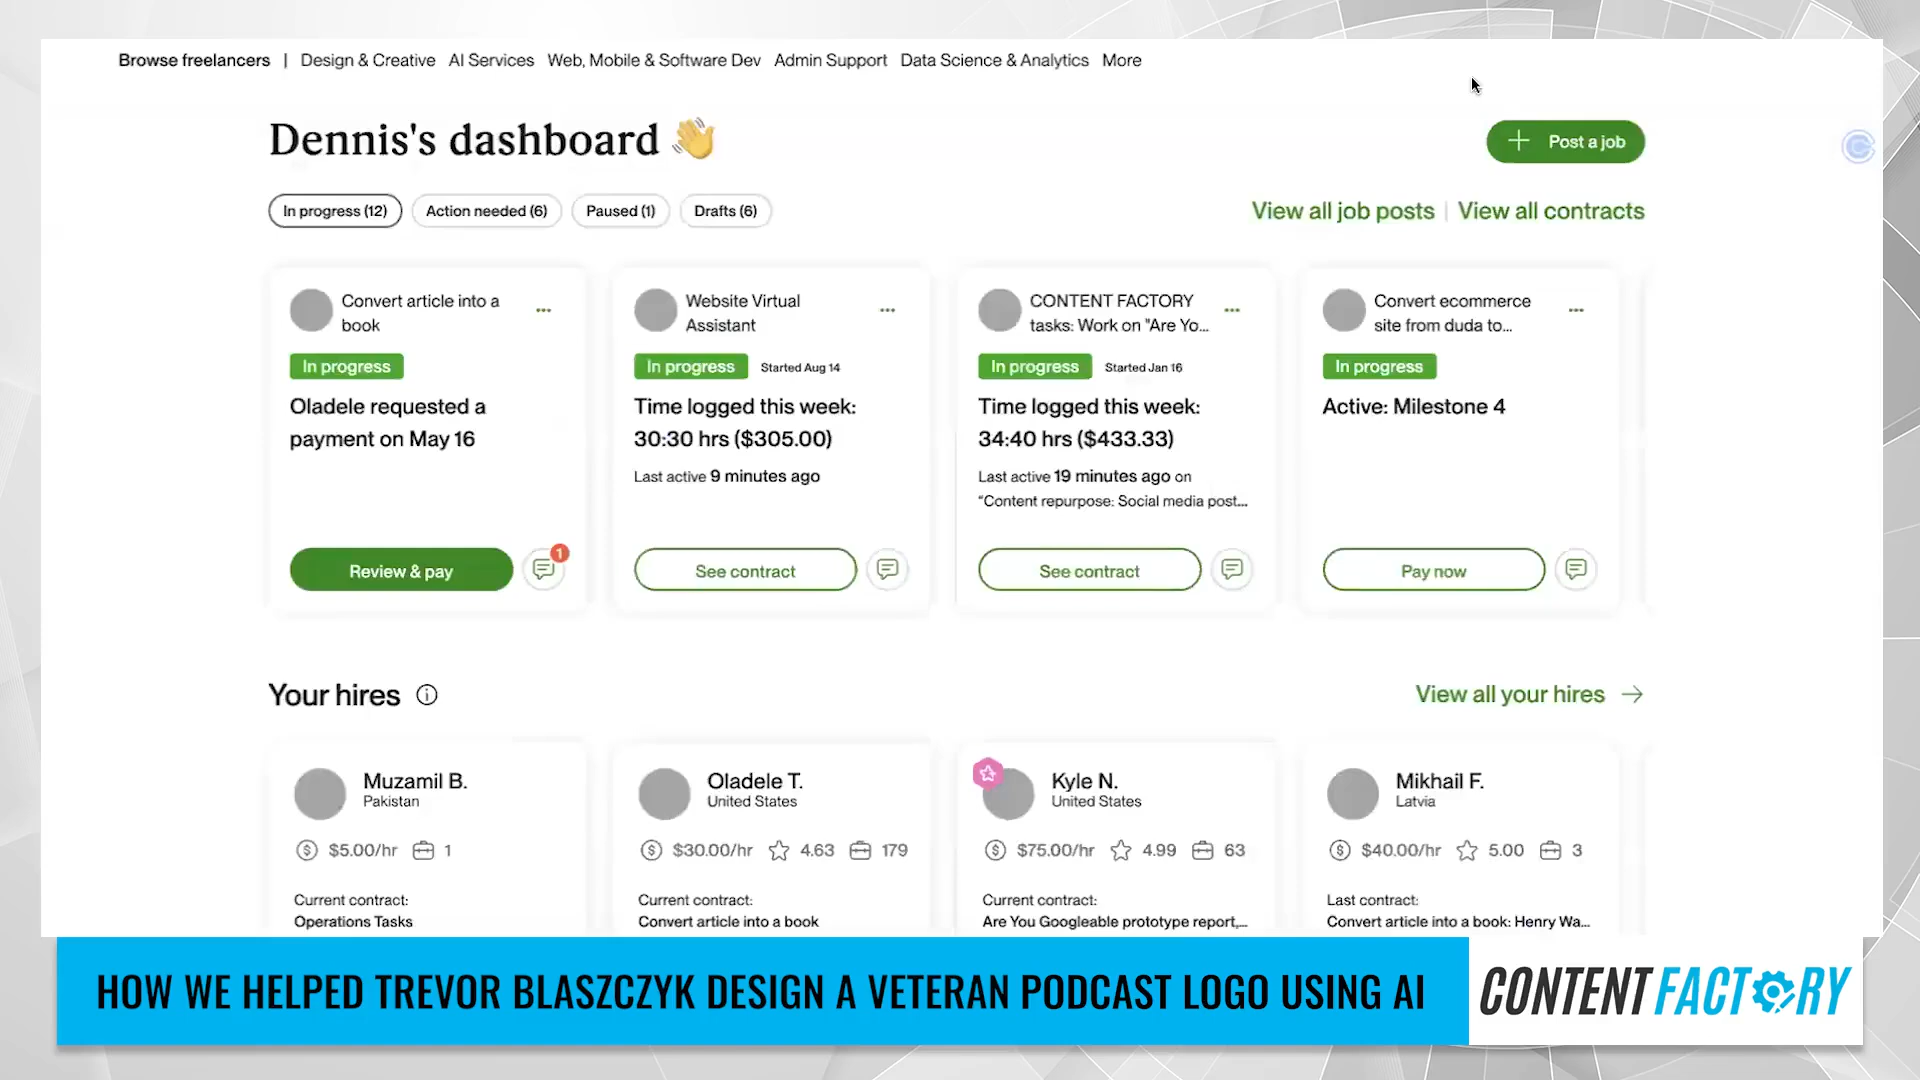 Browse freelancers | Design & Creative AI Services Web, Mobile & Software Dev Admin Support Data Science & Analytics More
Dennis's dashboard 👋
+ Post a job
In progress (12) Action needed (6) Paused (1) Drafts (6)
View all job posts | View all contracts
Convert article into a
book
In progress
Oladele requested a
payment on May 16
Review & pay
1
Website Virtual
Assistant
In progress Started Aug 14
Time logged this week:
30:30 hrs ($305.00)
Last active 9 minutes ago
See contract
CONTENT FACTORY
tasks: Work on "Are Yo...
In progress Started Jan 16
Time logged this week:
34:40 hrs ($433.33)
Last active 19 minutes ago on
"Content repurpose: Social media post...
See contract
Convert ecommerce
site from duda to...
In progress
Active: Milestone 4
Pay now
Your hires
View all your hires →
Muzamil B.
Pakistan
$5.00/hr 1
Current contract:
Operations Tasks
Oladele T.
United States
$30.00/hr 4.63 179
Current contract:
Convert article into a book
Kyle N.
United States
$75.00/hr 4.99 63
Current contract:
Are You Googleable prototype report,...
Mikhail F.
Latvia
$40.00/hr 5.00 3
Last contract:
Convert article into a book: Henry Wa...
HOW WE HELPED TREVOR BLASZCZYK DESIGN A VETERAN PODCAST LOGO USING AI
CONTENT FACTORY